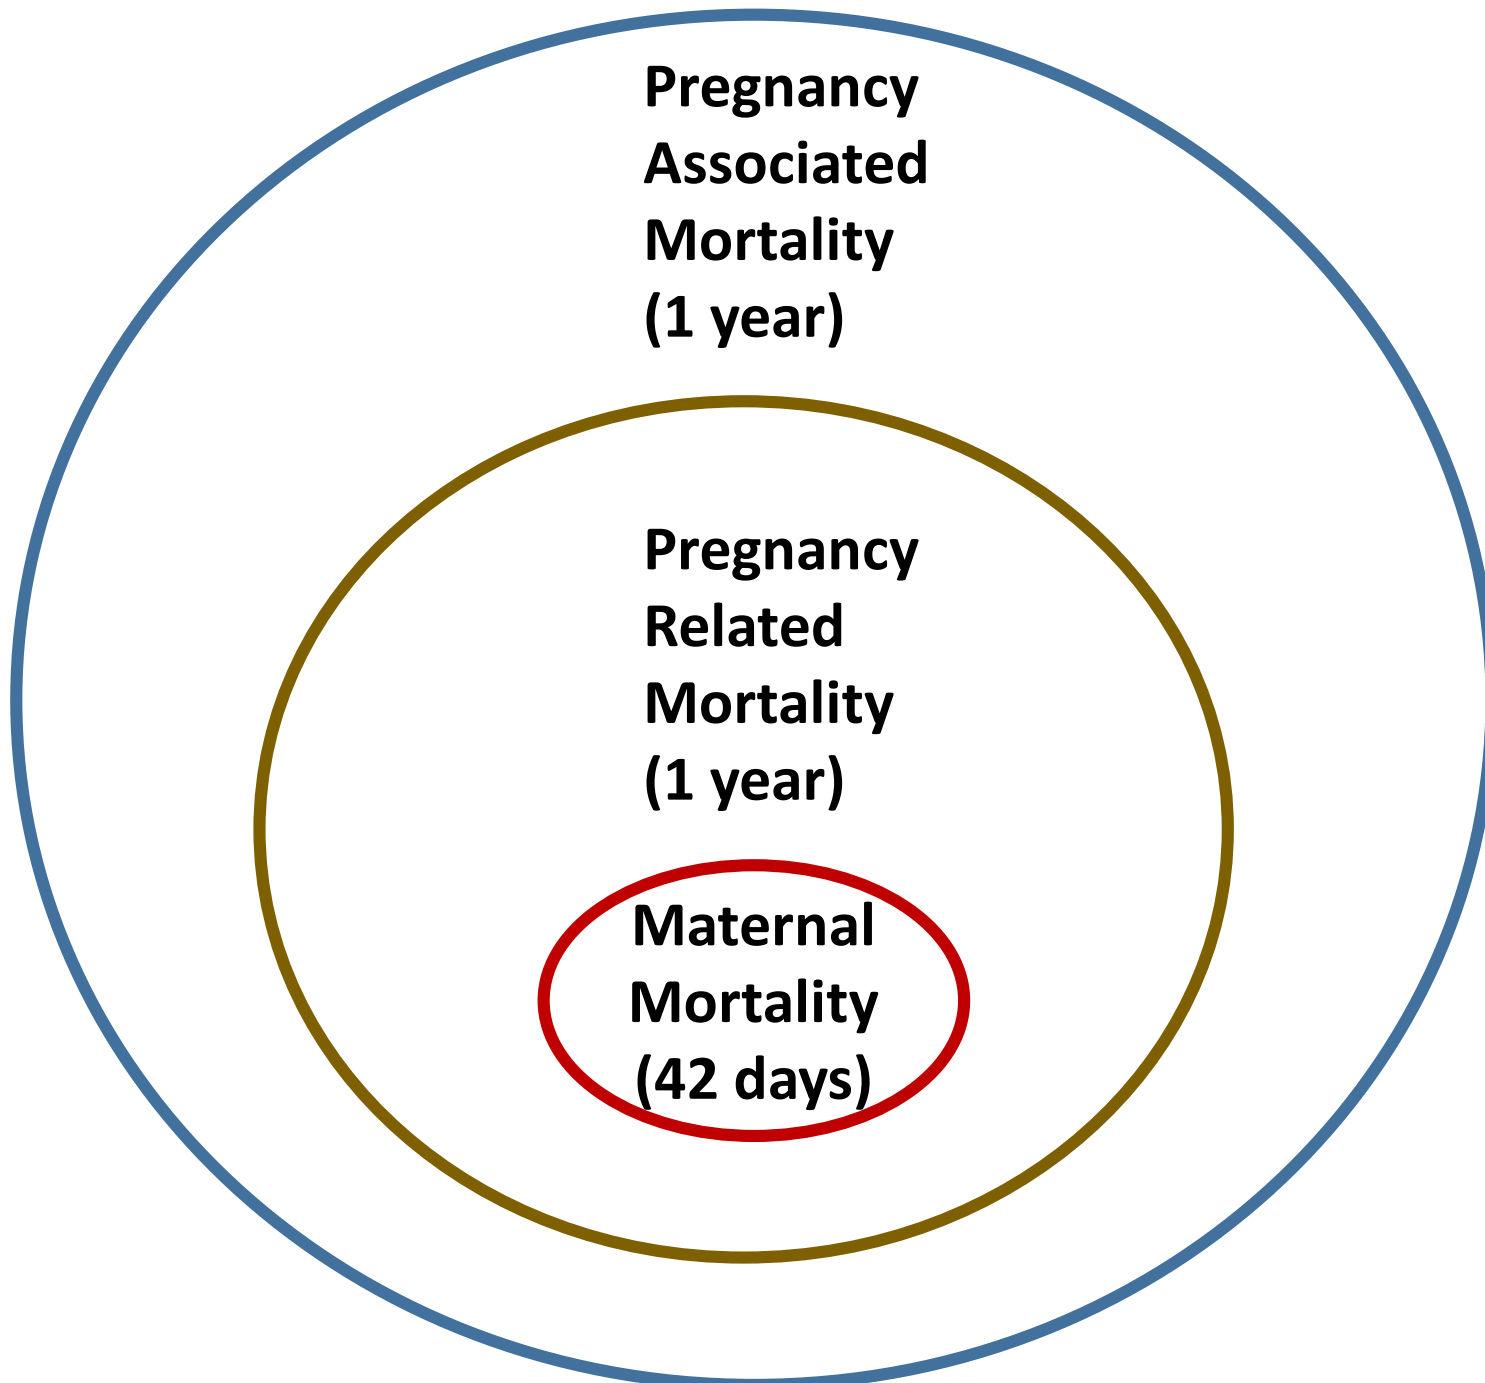 Pregnancy
Associated
Mortality
(1 year)
Pregnancy
Related
Mortality
(1 year)
Maternal
Mortality
(42 days)